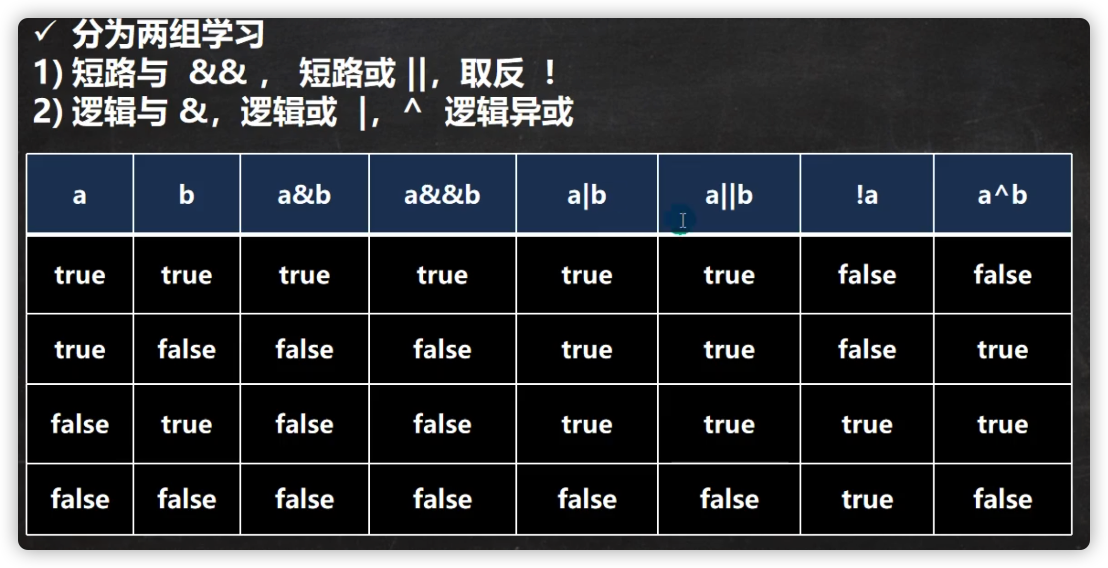 ✓ 分为两组学习
1) 短路与 && ， 短路或 ||，取反 ！
2) 逻辑与 &，逻辑或 |， ^ 逻辑异或
a b a&b a&&b a|b a||b !a a^b
true true true true true true false false
true false false false true true false true
false true false false true true true true
false false false false false false true false